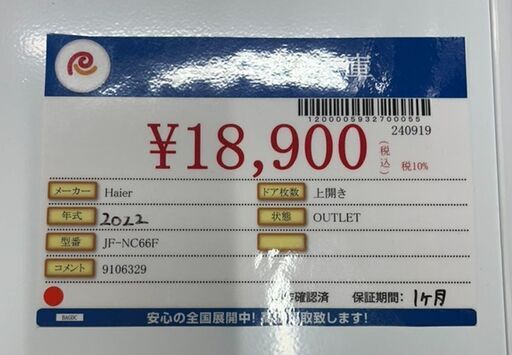 庫
1200005932700055
240919
¥18,900 (税込) 税10%
メーカー Haier
ドア枚数 上開き
年式 2022
状態 OUTLET
型番 JF-NC66F
コメント 9106329
確認済 保証期間: 1ヶ月
安心の全国展開中! 取致します!